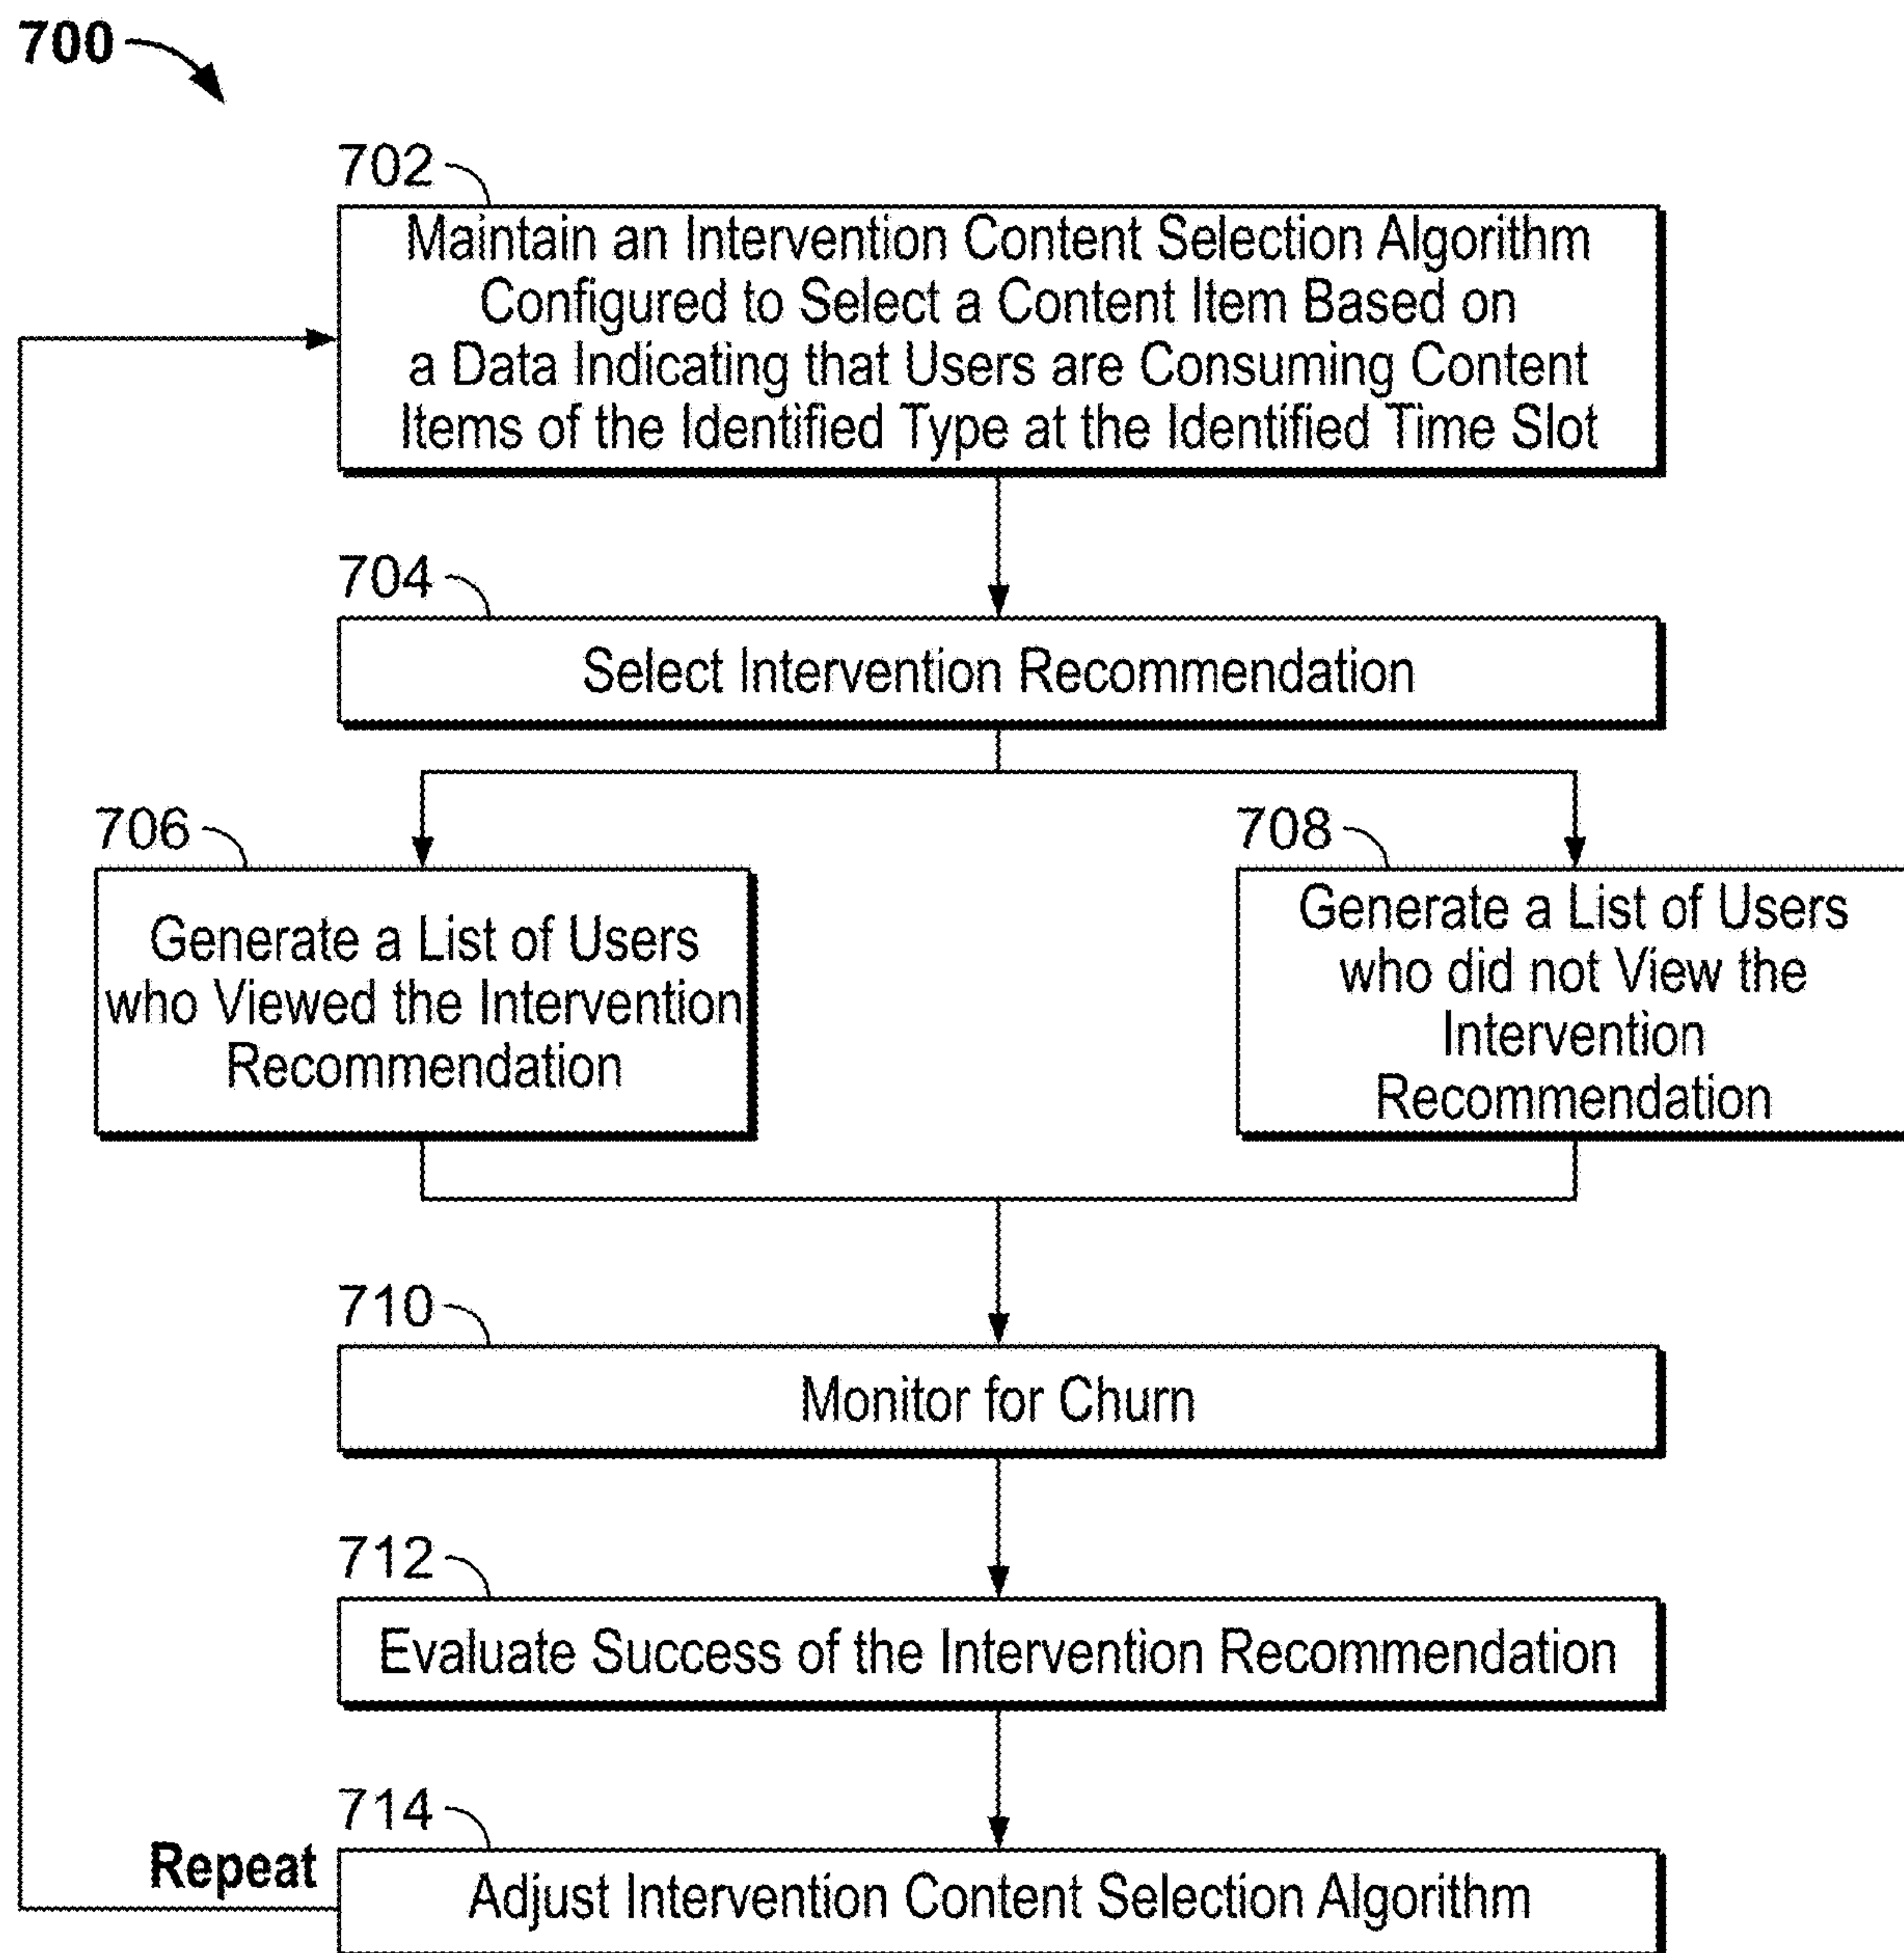 700
702
Maintain an Intervention Content Selection Algorithm
Configured to Select a Content Item Based on
a Data Indicating that Users are Consuming Content
Items of the Identified Type at the Identified Time Slot
704
Select Intervention Recommendation
706
Generate a List of Users
who Viewed the Intervention
Recommendation
708
Generate a List of Users
who did not View the
Intervention
Recommendation
710
Monitor for Churn
712
Evaluate Success of the Intervention Recommendation
714
Repeat
Adjust Intervention Content Selection Algorithm